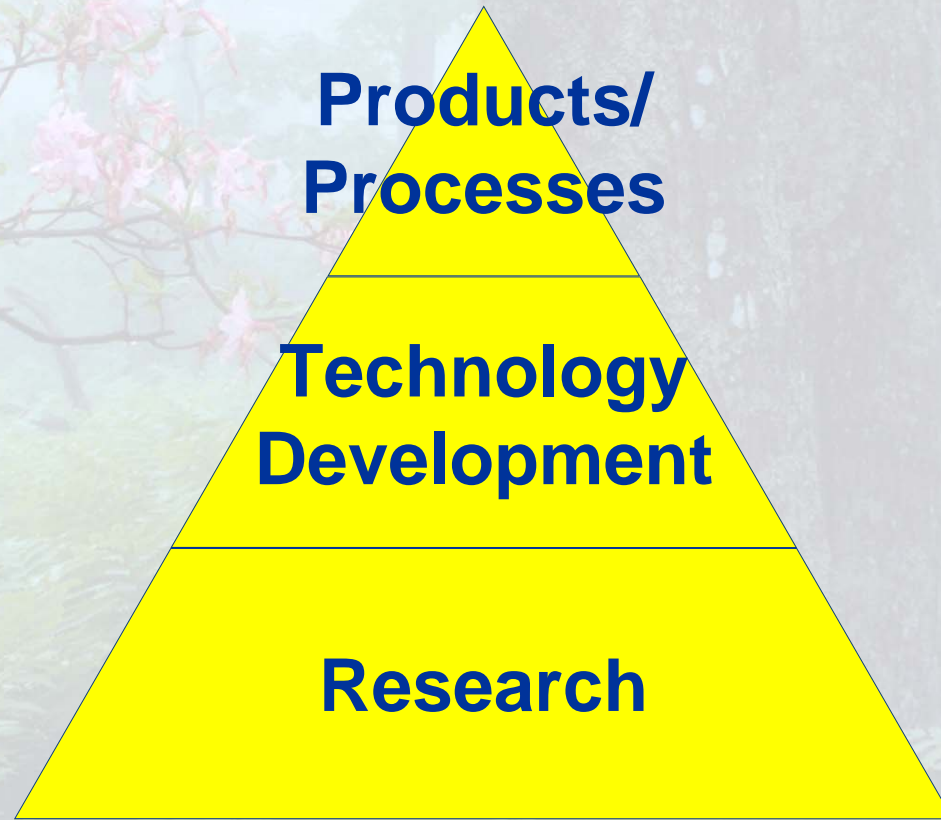 Products/
Processes
Technology
Development
Research